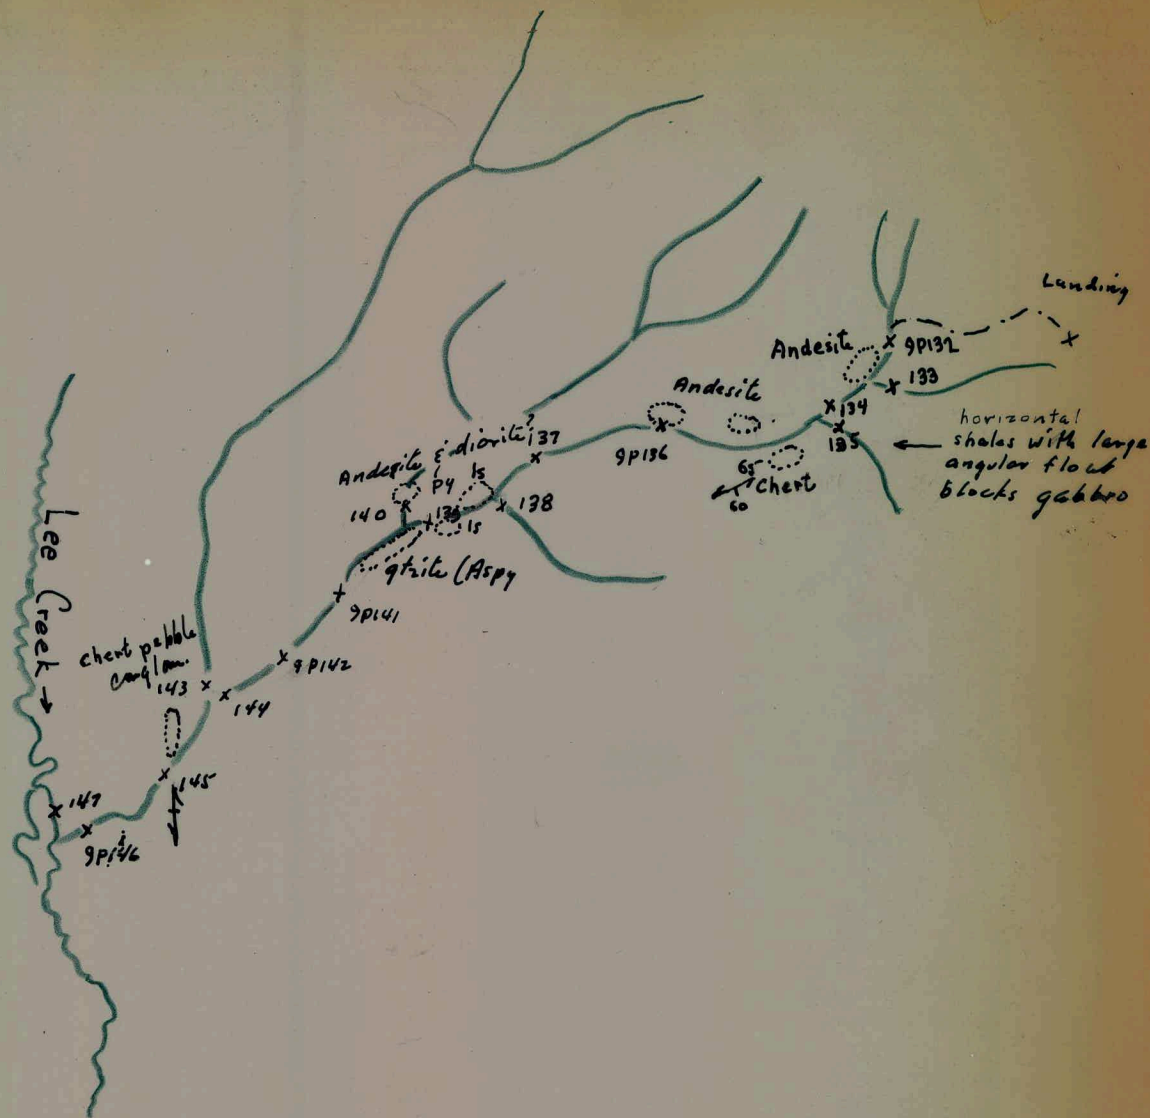 Landing
Andesite
9P132
133
Andesite
134
135
horizontal
shales with large
angular float
blocks gabbro
9P136
65
60
Chert
Andesite & diorite?
137
Py
ls
140
139
ls
138
qtzite (Aspy
9P141
9P142
Lee Creek →
chert pebble
conglom.
143
144
145
147
9P146